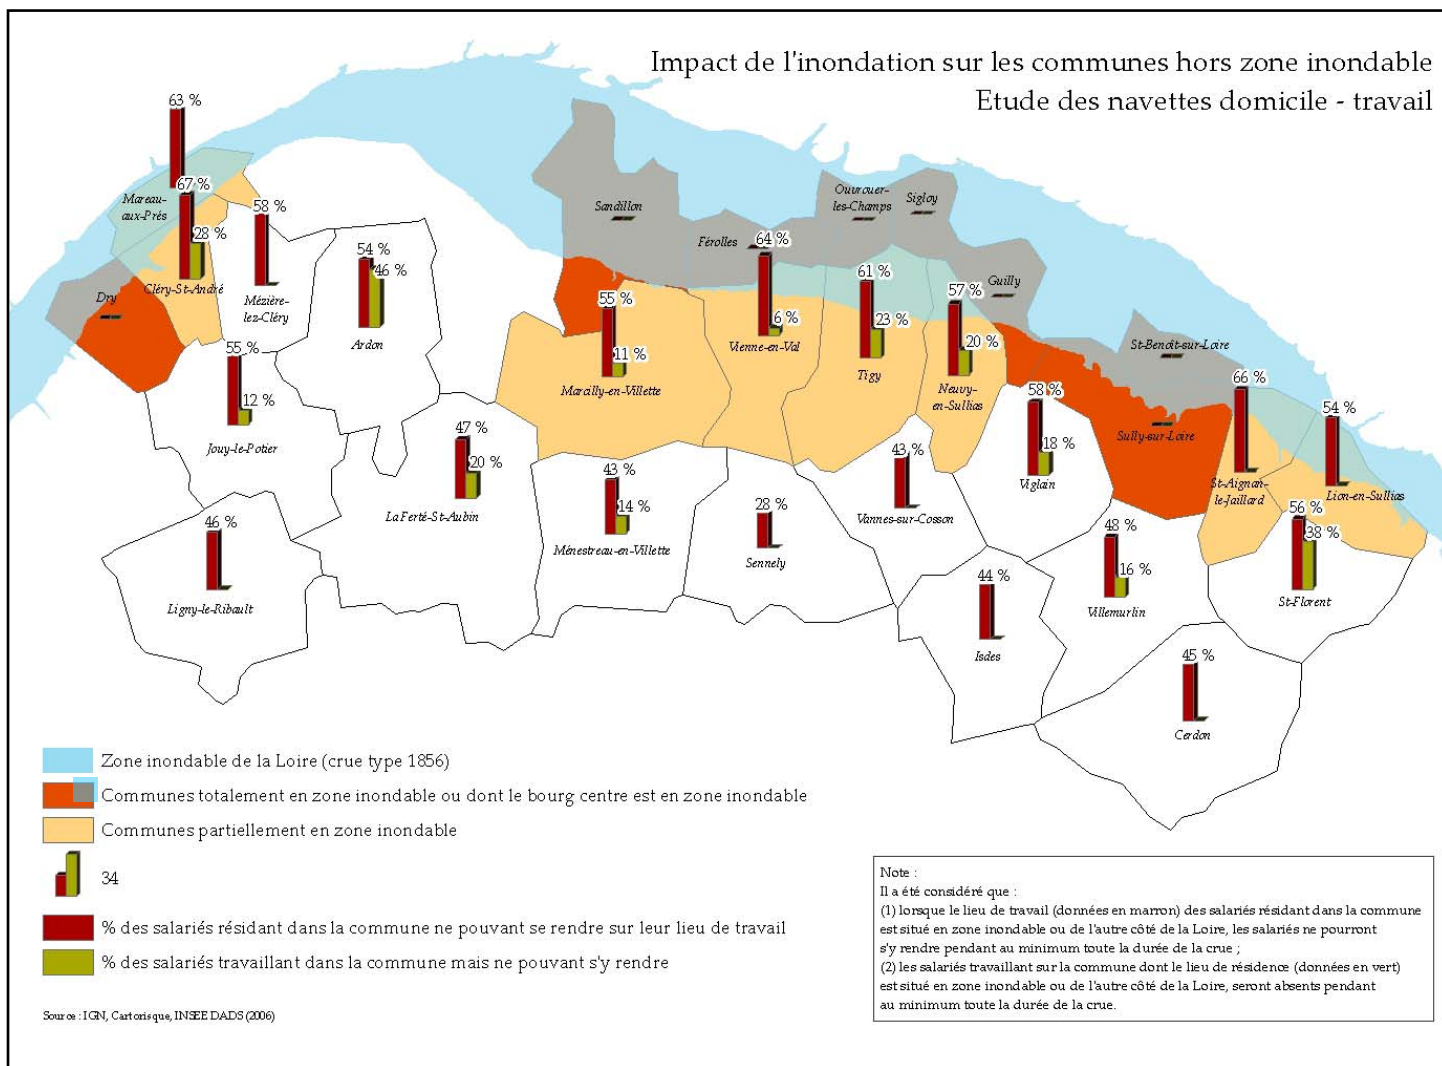 Impact de l'inondation sur les communes hors zone inondable
Etude des navettes domicile - travail
63 %
67 %
28 %
Mareau-
aux-Prés
Cléry-St-André
58 %
Mézière-
lez-Cléry
Dry
54 %
46 %
Ardon
55 %
12 %
Jouy-le-Potier
46 %
Ligny-le-Ribault
47 %
20 %
La Ferté-St-Aubin
Sandillon
Férolles
Ouvrouer-
les-Champs
Sigloy
Guilly
55 %
11 %
Marcilly-en-Villette
64 %
6 %
Vienne-en-Val
61 %
23 %
Tigy
57 %
20 %
Neuvy-
en-Sullias
St-Benoît-sur-Loire
Sully-sur-Loire
58 %
18 %
Viglain
66 %
St-Aignan-
le-Jaillard
54 %
Lion-en-Sullias
43 %
14 %
Ménestreau-en-Villette
28 %
Sennely
43 %
Vannes-sur-Cosson
44 %
Isdes
48 %
16 %
Villemurlin
56 %
38 %
St-Florent
45 %
Cerdon
Zone inondable de la Loire (crue type 1856)
Communes totalement en zone inondable ou dont le bourg centre est en zone inondable
Communes partiellement en zone inondable
34
% des salariés résidant dans la commune ne pouvant se rendre sur leur lieu de travail
% des salariés travaillant dans la commune mais ne pouvant s'y rendre
Source : IGN, Cartorisque, INSEE DADS (2006)
Note :
Il a été considéré que :
(1) lorsque le lieu de travail (données en marron) des salariés résidant dans la commune
est situé en zone inondable ou de l'autre côté de la Loire, les salariés ne pourront
s'y rendre pendant au minimum toute la durée de la crue ;
(2) les salariés travaillant sur la commune dont le lieu de résidence (données en vert)
est situé en zone inondable ou de l'autre côté de la Loire, seront absents pendant
au minimum toute la durée de la crue.